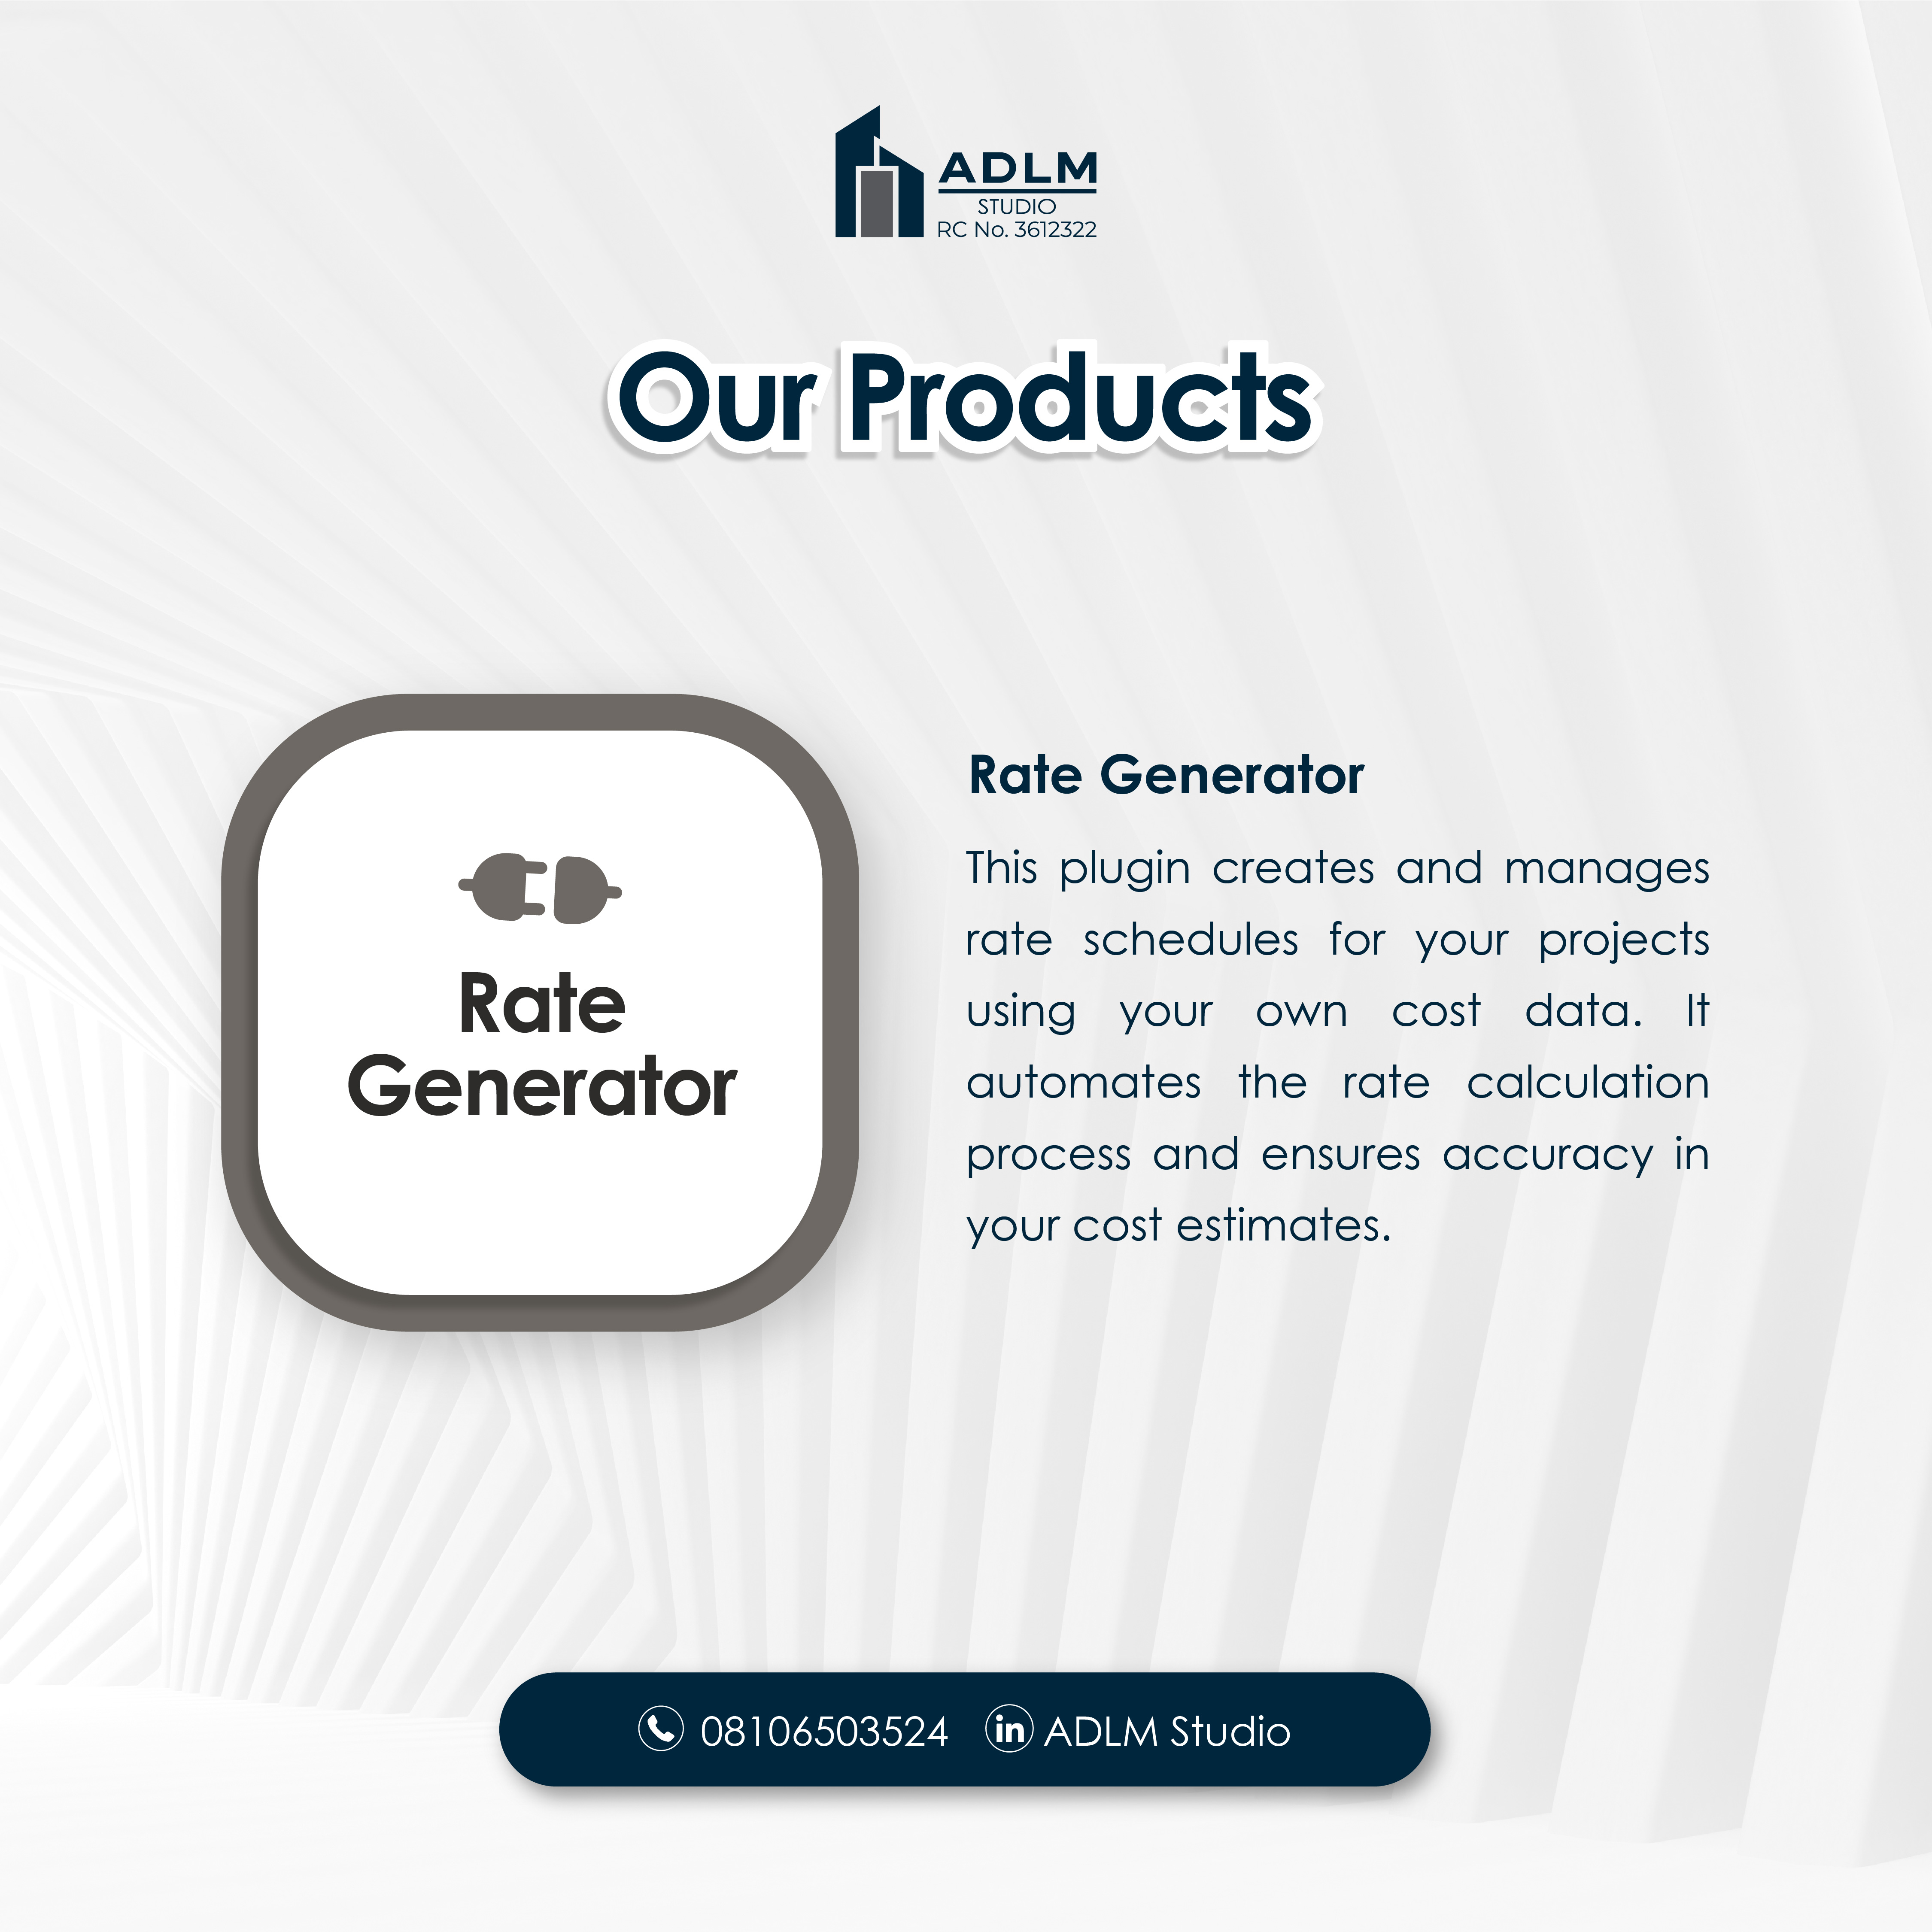 ADLM
STUDIO
RC No. 3612322
Our Products
Rate
Generator
Rate Generator
This plugin creates and manages
rate schedules for your projects
using your own cost data. It
automates the rate calculation
process and ensures accuracy in
your cost estimates.
08106503524 in ADLM Studio